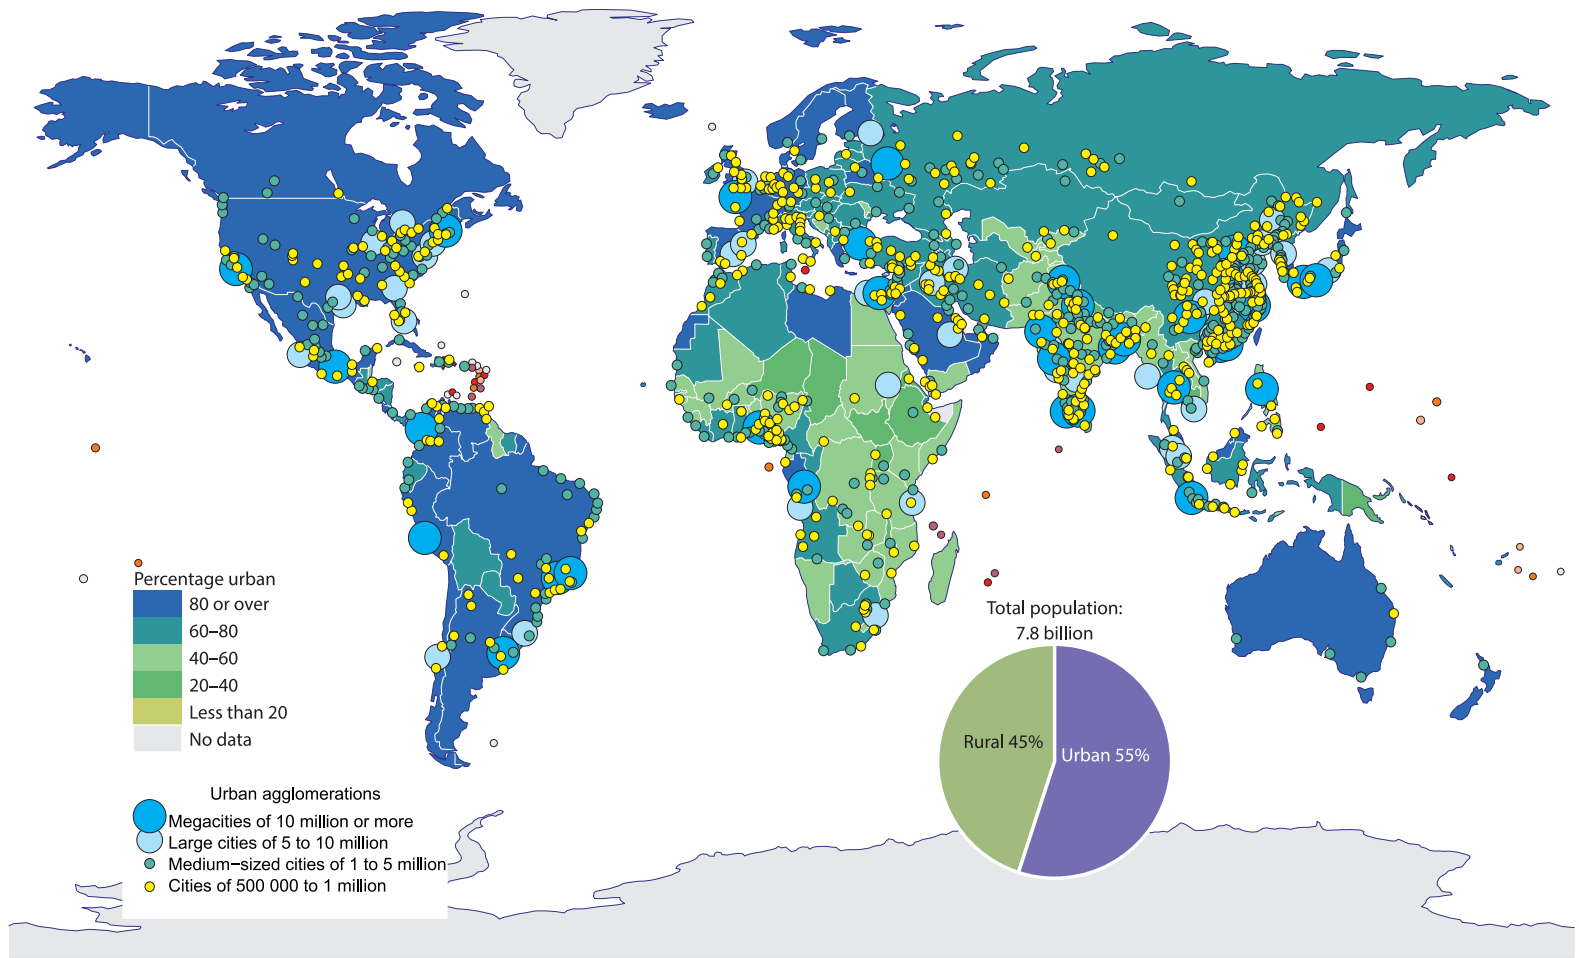 Percentage urban
80 or over
60–80
40–60
20–40
Less than 20
No data
Urban agglomerations
Megacities of 10 million or more
Large cities of 5 to 10 million
Medium–sized cities of 1 to 5 million
Cities of 500 000 to 1 million
Total population:
7.8 billion
Rural 45%
Urban 55%